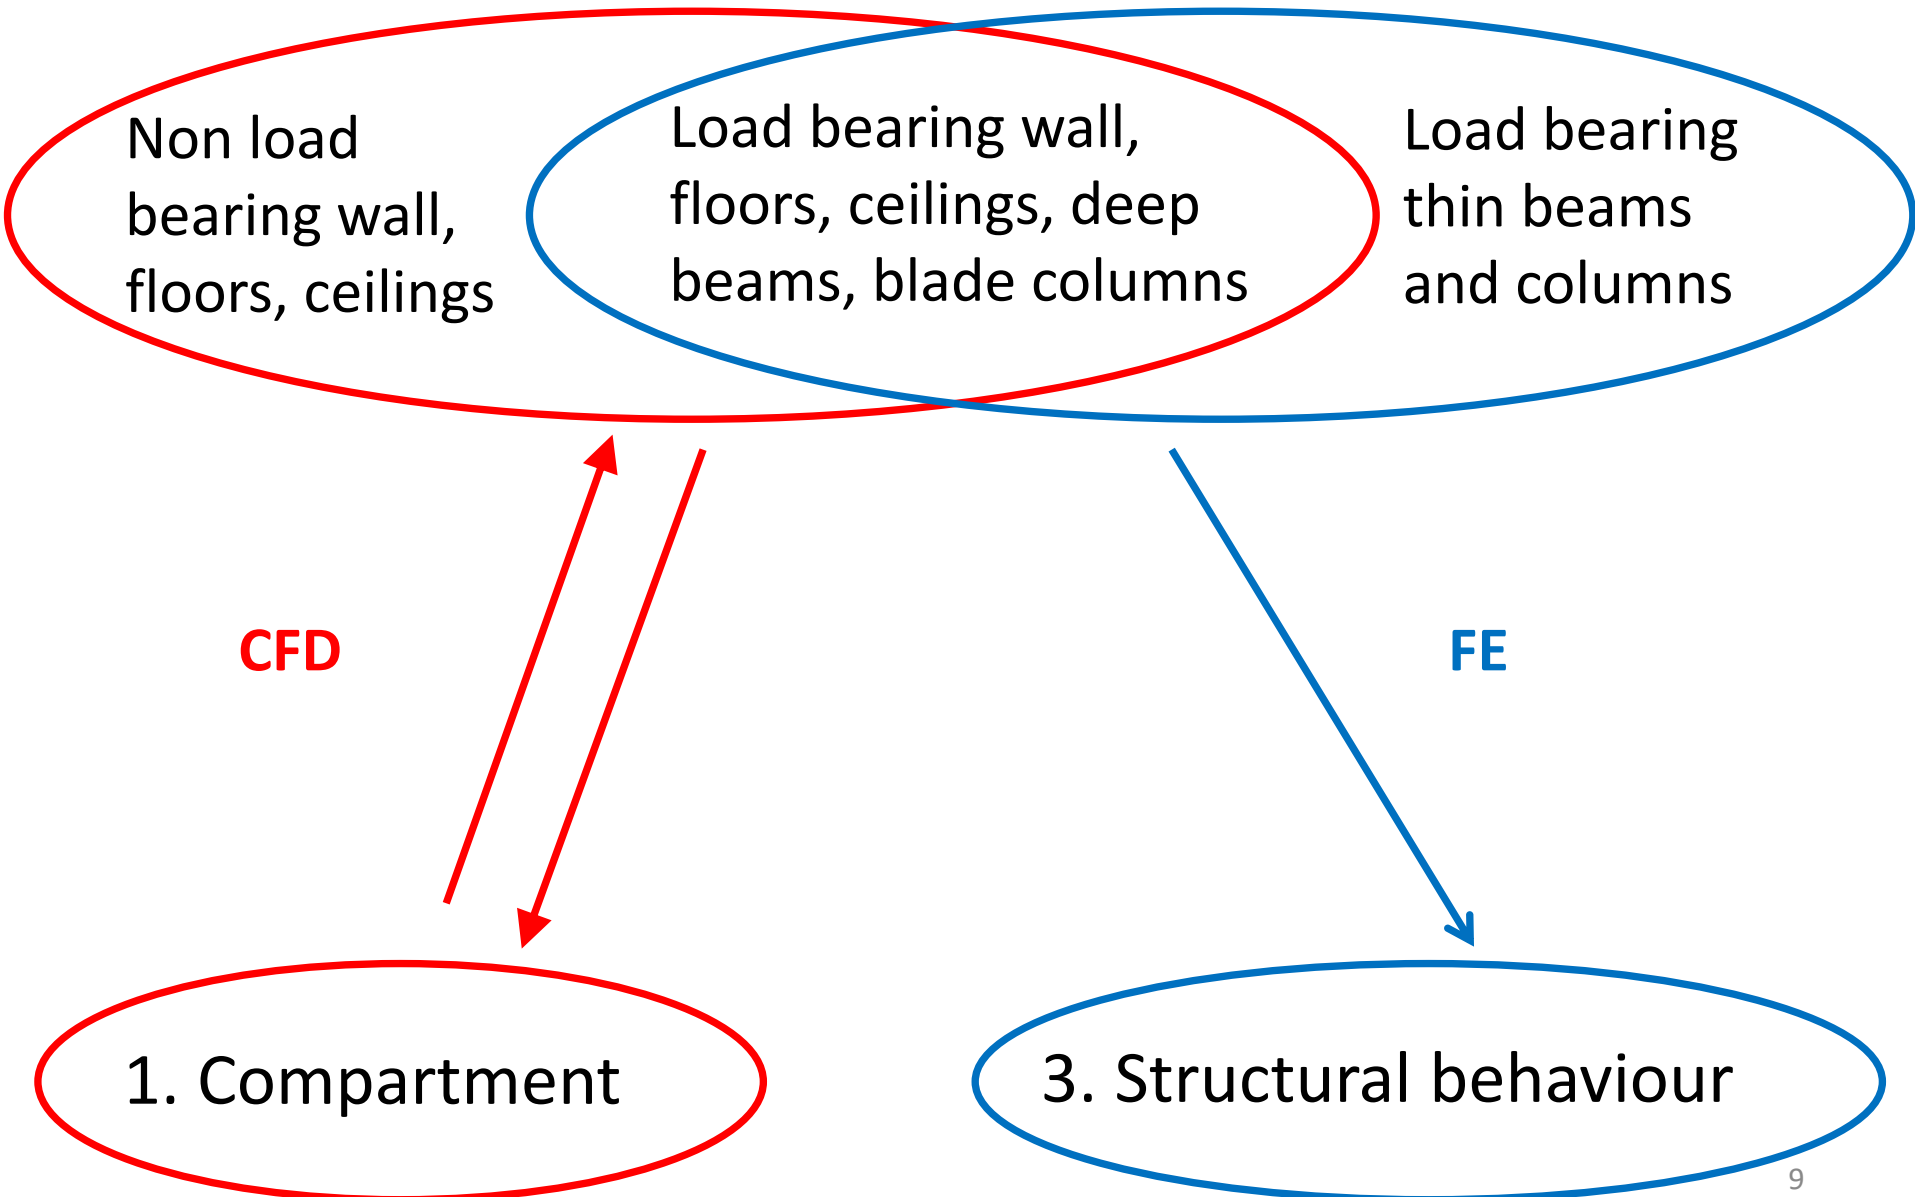 Non load
bearing wall,
floors, ceilings
Load bearing wall,
floors, ceilings, deep
beams, blade columns
Load bearing
thin beams
and columns
CFD
FE
1. Compartment
3. Structural behaviour
9